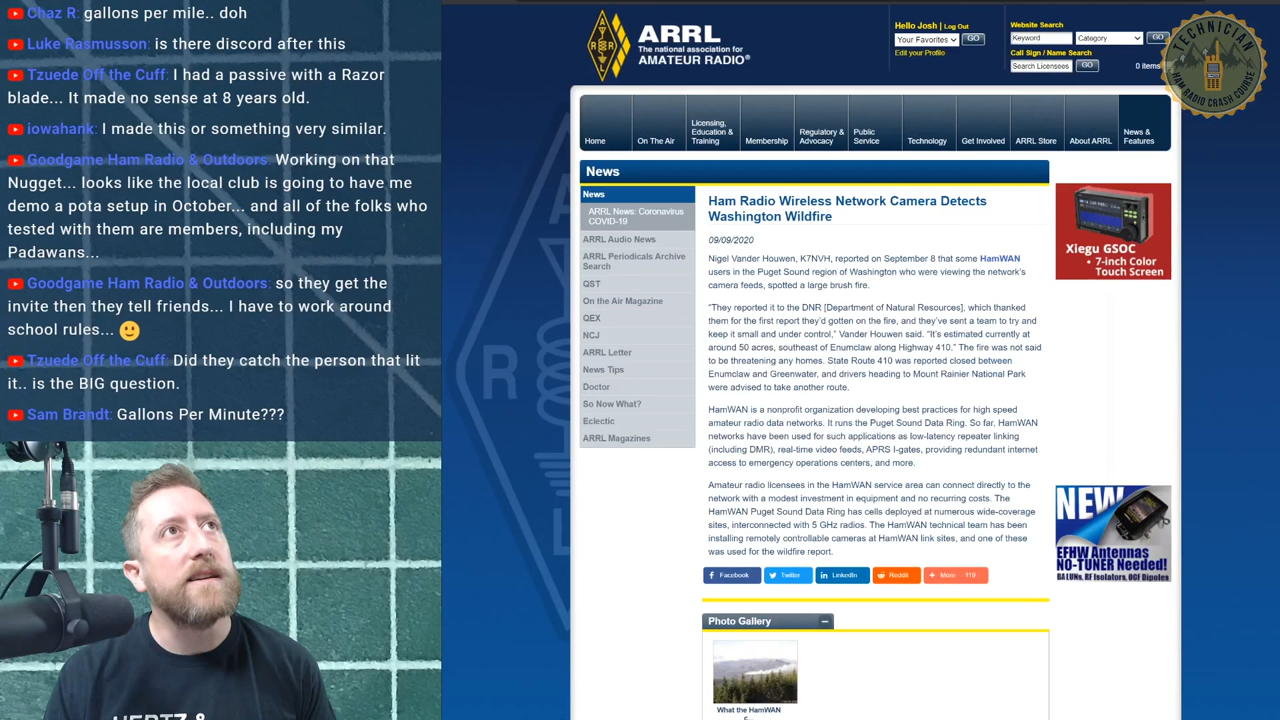 Chaz R: gallons per mile.. doh
Luke Rasmusson: is there discord after this
Tzuede Off the Cuff: I had a passive with a Razor
blade... It made no sense at 8 years old.
iowahank: I made this or something very similar.
Goodgame Ham Radio & Outdoors: Working on that
Nugget... looks like the local club is going to have me
demo a pota setup in October... and all of the folks who
tested with them are members, including my
Padawans...
Goodgame Ham Radio & Outdoors: so they get the
invite then they tell friends... I have to work around
school rules... 🙂
Tzuede Off the Cuff: Did they catch the person that lit
it.. is the BIG question.
Sam Brandt: Gallons Per Minute???
HERTZ &
ARRL
The national association for
AMATEUR RADIO®
Hello Josh | Log Out
Your Favorites GO
Edit your Profile
Website Search
Keyword Category GO
Call Sign / Name Search
Search Licensees GO
0 items
TECHNICIAN
HAM RADIO CRASH COURSE
Home
On The Air
Licensing,
Education &
Training
Membership
Regulatory &
Advocacy
Public
Service
Technology
Get Involved
ARRL Store
About ARRL
News &
Features
News
News
ARRL News: Coronavirus
COVID-19
ARRL Audio News
ARRL Periodicals Archive
Search
QST
On the Air Magazine
QEX
NCJ
ARRL Letter
News Tips
Doctor
So Now What?
Eclectic
ARRL Magazines
Ham Radio Wireless Network Camera Detects
Washington Wildfire
09/09/2020
Nigel Vander Houwen, K7NVH, reported on September 8 that some HamWAN
users in the Puget Sound region of Washington who were viewing the network's
camera feeds, spotted a large brush fire.
“They reported it to the DNR [Department of Natural Resources], which thanked
them for the first report they'd gotten on the fire, and they've sent a team to try and
keep it small and under control,” Vander Houwen said. “It's estimated currently at
around 50 acres, southeast of Enumclaw along Highway 410.” The fire was not said
to be threatening any homes. State Route 410 was reported closed between
Enumclaw and Greenwater, and drivers heading to Mount Rainier National Park
were advised to take another route.
HamWAN is a nonprofit organization developing best practices for high speed
amateur radio data networks. It runs the Puget Sound Data Ring. So far, HamWAN
networks have been used for such applications as low-latency repeater linking
(including DMR), real-time video feeds, APRS I-gates, providing redundant internet
access to emergency operations centers, and more.
Amateur radio licensees in the HamWAN service area can connect directly to the
network with a modest investment in equipment and no recurring costs. The
HamWAN Puget Sound Data Ring has cells deployed at numerous wide-coverage
sites, interconnected with 5 GHz radios. The HamWAN technical team has been
installing remotely controllable cameras at HamWAN link sites, and one of these
was used for the wildfire report.
Facebook Twitter LinkedIn Reddit More 119
Photo Gallery
What the HamWAN
Xiegu GSOC
• 7-inch Color
Touch Screen
NEW
EFHW Antennas
NO-TUNER Needed!
BA LUNs, RF Isolators, OCF Dipoles